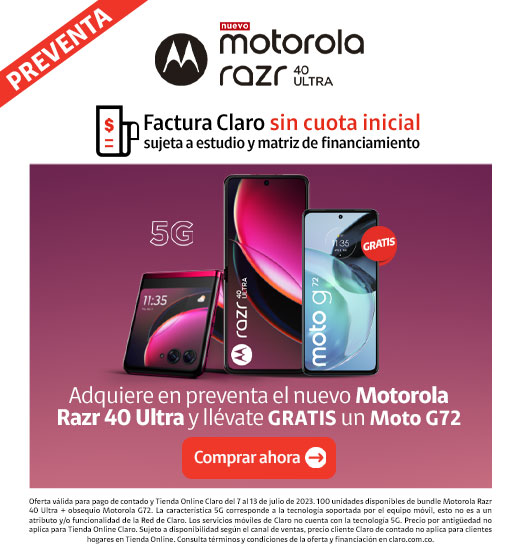 PREVENTA
nuevo
motorola
razr 40 ULTRA
$
Factura Claro sin cuota inicial
sujeta a estudio y matriz de financiamiento
5G
11:35
razr 40 ULTRA
11:35
moto g72
GRATIS
Adquiere en preventa el nuevo Motorola
Razr 40 Ultra y llévate GRATIS un Moto G72
Comprar ahora
Oferta válida para pago de contado y Tienda Online Claro del 7 al 13 de julio de 2023. 100 unidades disponibles de bundle Motorola Razr
40 Ultra + obsequio Motorola G72. La característica 5G corresponde a la tecnología soportada por el equipo móvil, esto no es a un
atributo y/o funcionalidad de la Red de Claro. Los servicios móviles de Claro no cuenta con la tecnología 5G. Precio por antigüedad no
aplica para Tienda Online Claro. Sujeto a disponibilidad según el canal de ventas, precio cliente Claro de contado no aplica para clientes
hogares en Tienda Online. Consulta términos y condiciones de la oferta y financiación en claro.com.co.